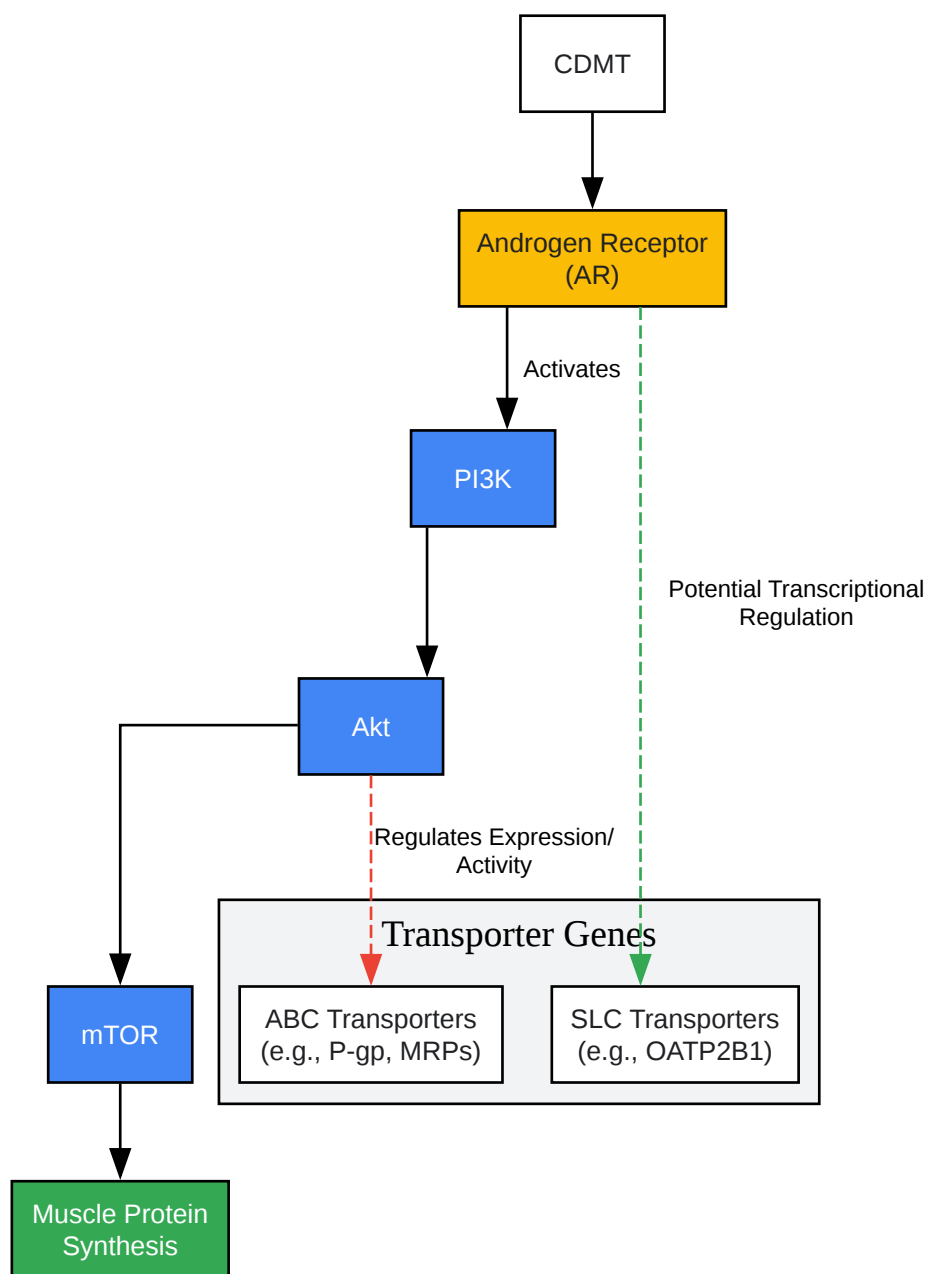 CDMT
Androgen Receptor
(AR)
Activates
PI3K
Potential Transcriptional
Regulation
Akt
Regulates Expression/
Activity
Transporter Genes
mTOR
ABC Transporters
(e.g., P-gp, MRPs)
SLC Transporters
(e.g., OATP2B1)
Muscle Protein
Synthesis